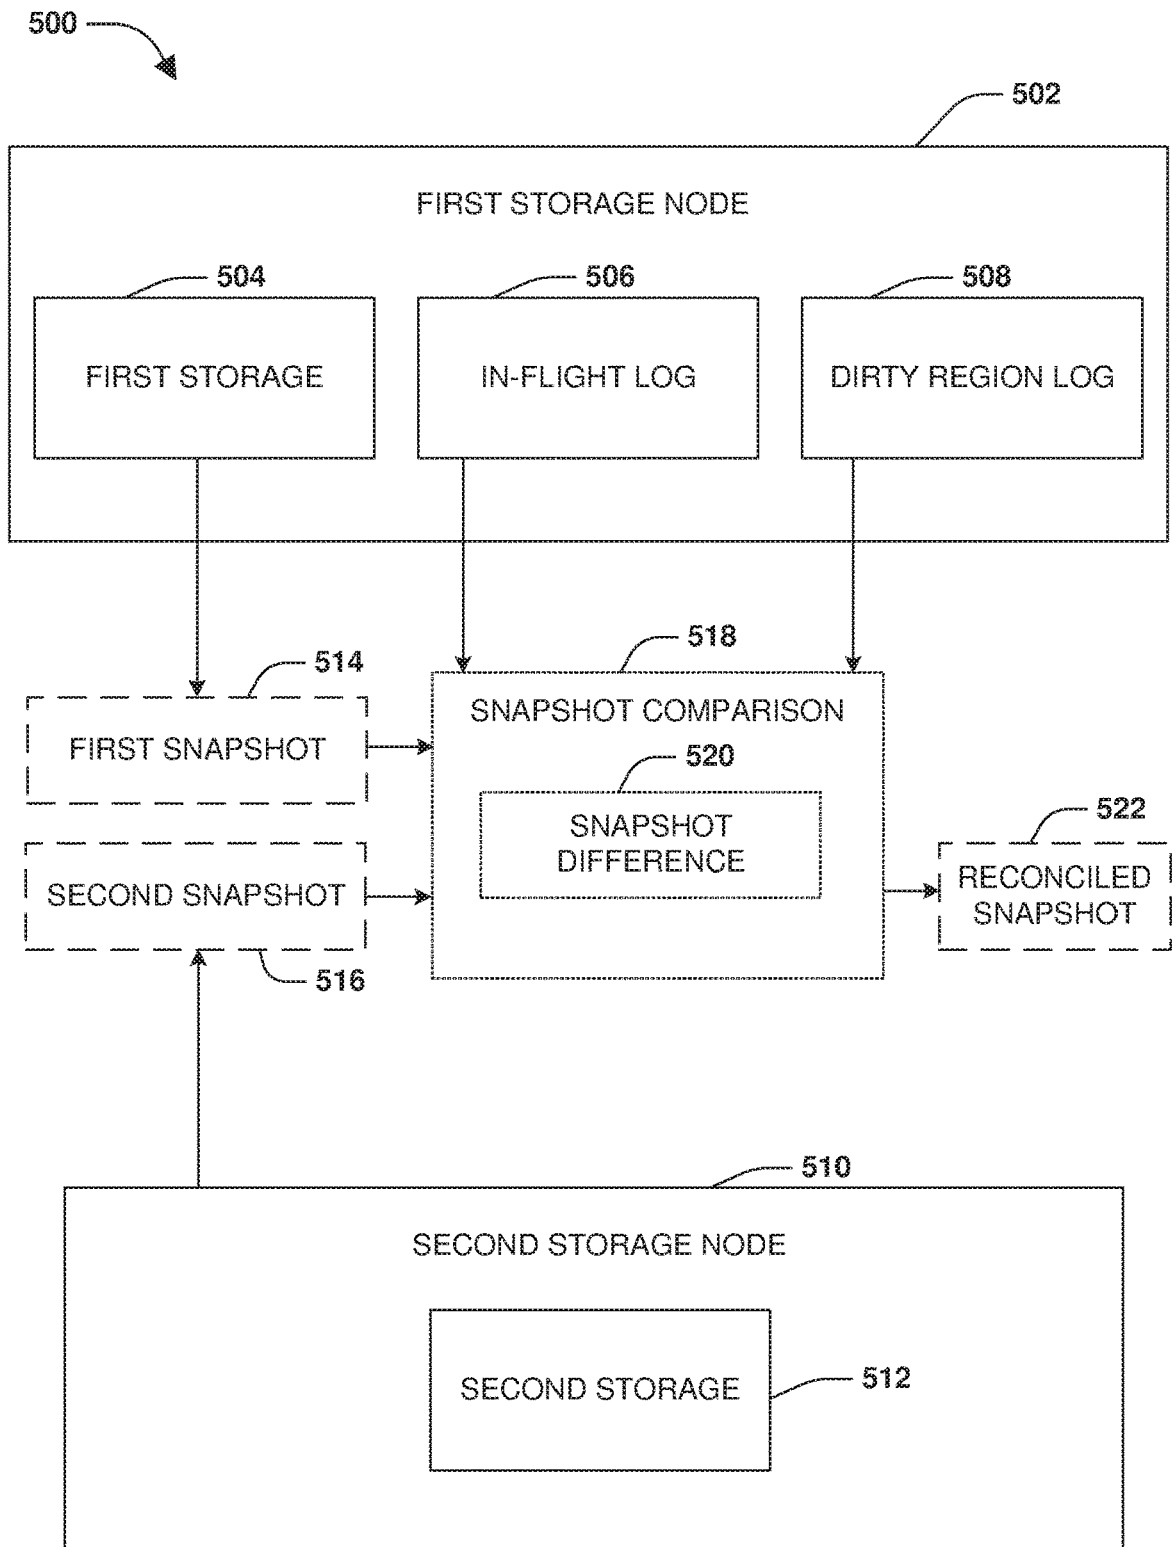 500
502
FIRST STORAGE NODE
504
506
508
FIRST STORAGE
IN-FLIGHT LOG
DIRTY REGION LOG
518
514
SNAPSHOT COMPARISON
FIRST SNAPSHOT
520
522
SNAPSHOT
DIFFERENCE
SECOND SNAPSHOT
RECONCILED
SNAPSHOT
516
510
SECOND STORAGE NODE
SECOND STORAGE
512